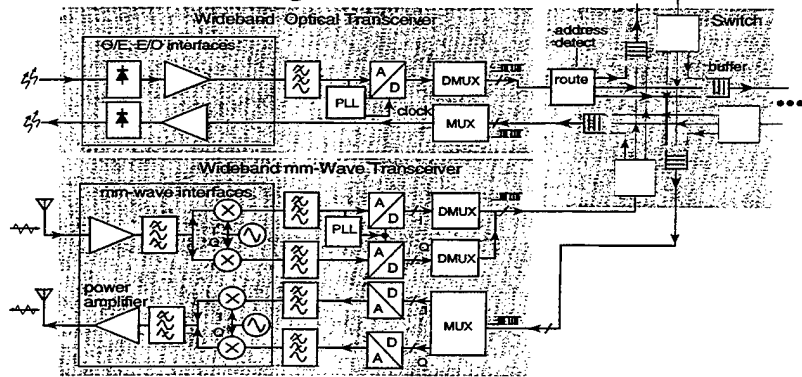 Wideband Optical Transceiver
Switch
O/E, E/O interfaces
address
detect
buffer
A
D
DMUX
route
PLL
clock
MUX
Wideband mm-Wave Transceiver
mm-wave interfaces
A
D
DMUX
I
Q
PLL
Q
A
D
DMUX
power
amplifier
I
Q
D
A
I
MUX
D
A
Q